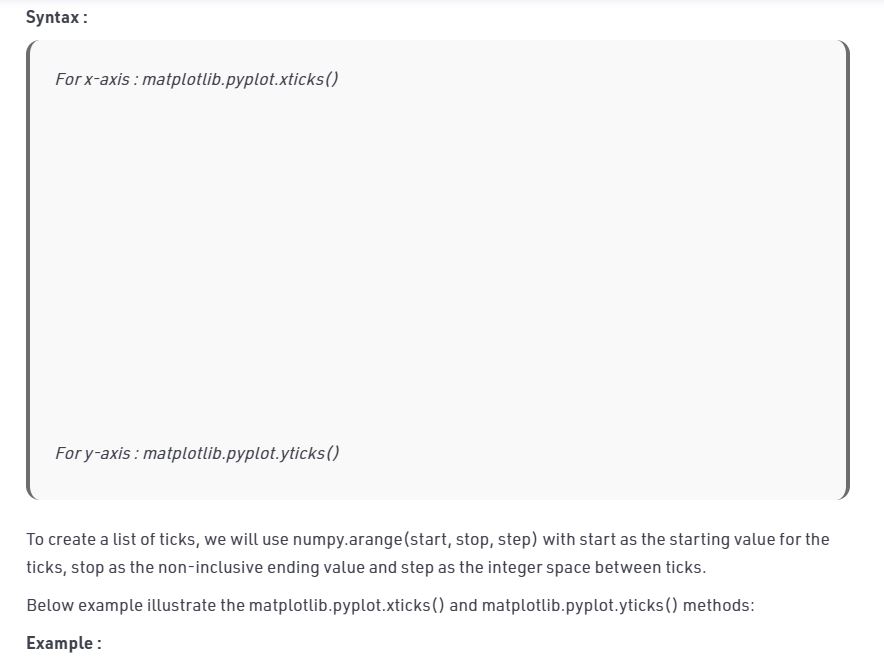 Syntax :
For x-axis : matplotlib.pyplot.xticks()
For y-axis : matplotlib.pyplot.yticks()
To create a list of ticks, we will use numpy.arange(start, stop, step) with start as the starting value for the
ticks, stop as the non-inclusive ending value and step as the integer space between ticks.
Below example illustrate the matplotlib.pyplot.xticks() and matplotlib.pyplot.yticks() methods:
Example :